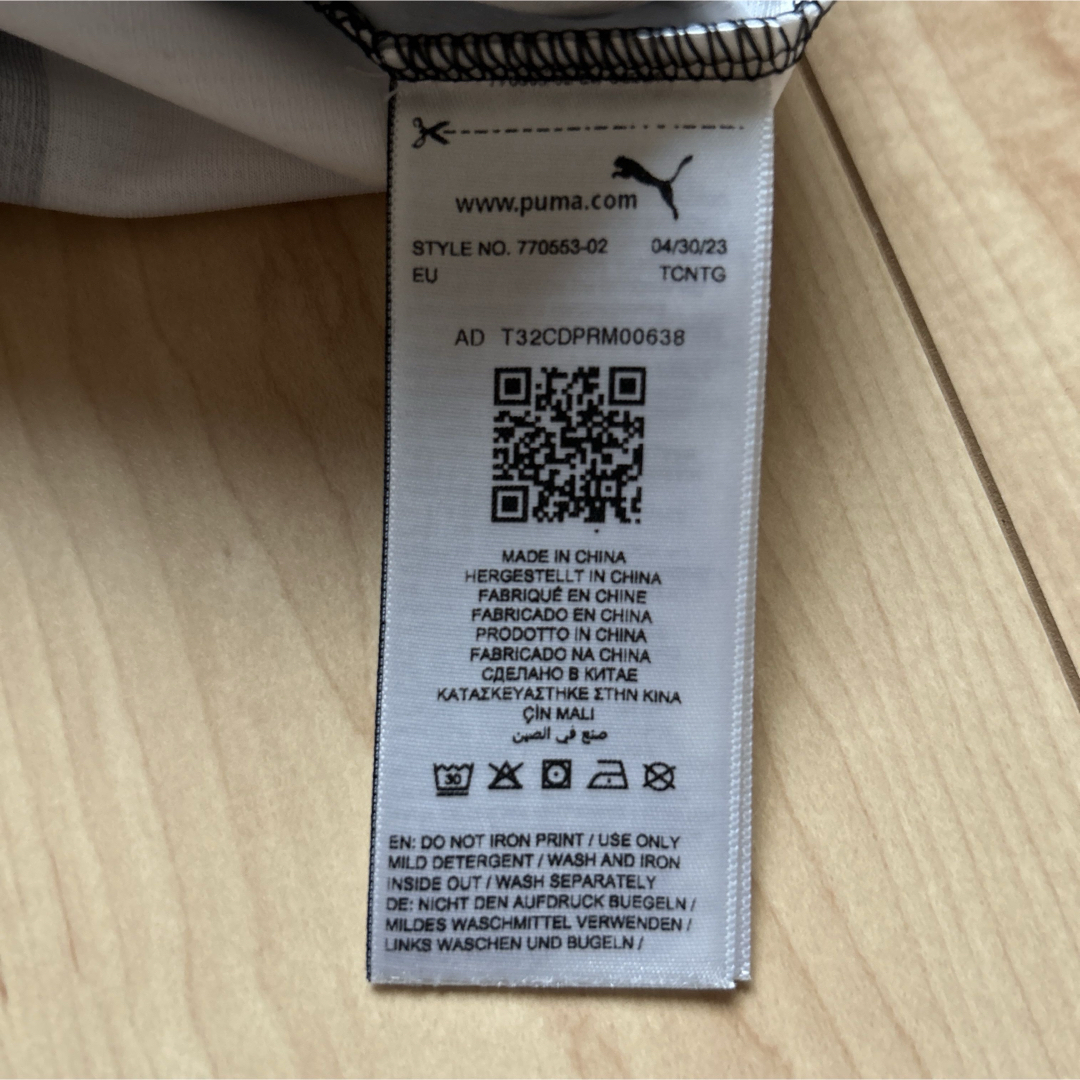 www.puma.com
STYLE NO. 770553-02 04/30/23
EU TCNTG
AD T32CDPRM00638
MADE IN CHINA
HERGESTELLT IN CHINA
FABRIQUÉ EN CHINE
FABRICADO EN CHINA
PRODOTTO IN CHINA
FABRICADO NA CHINA
СДЕЛАНО В КИТАЕ
ΚΑΤΑΣΚΕΥΑΣΤΗΚΕ ΣΤΗΝ ΚΙΝΑ
ÇİN MALI
صنع في الصين
30
EN: DO NOT IRON PRINT / USE ONLY
MILD DETERGENT / WASH AND IRON
INSIDE OUT / WASH SEPARATELY
DE: NICHT DEN AUFDRUCK BUEGELN /
MILDES WASCHMITTEL VERWENDEN /
LINKS WASCHEN UND BUGELN /